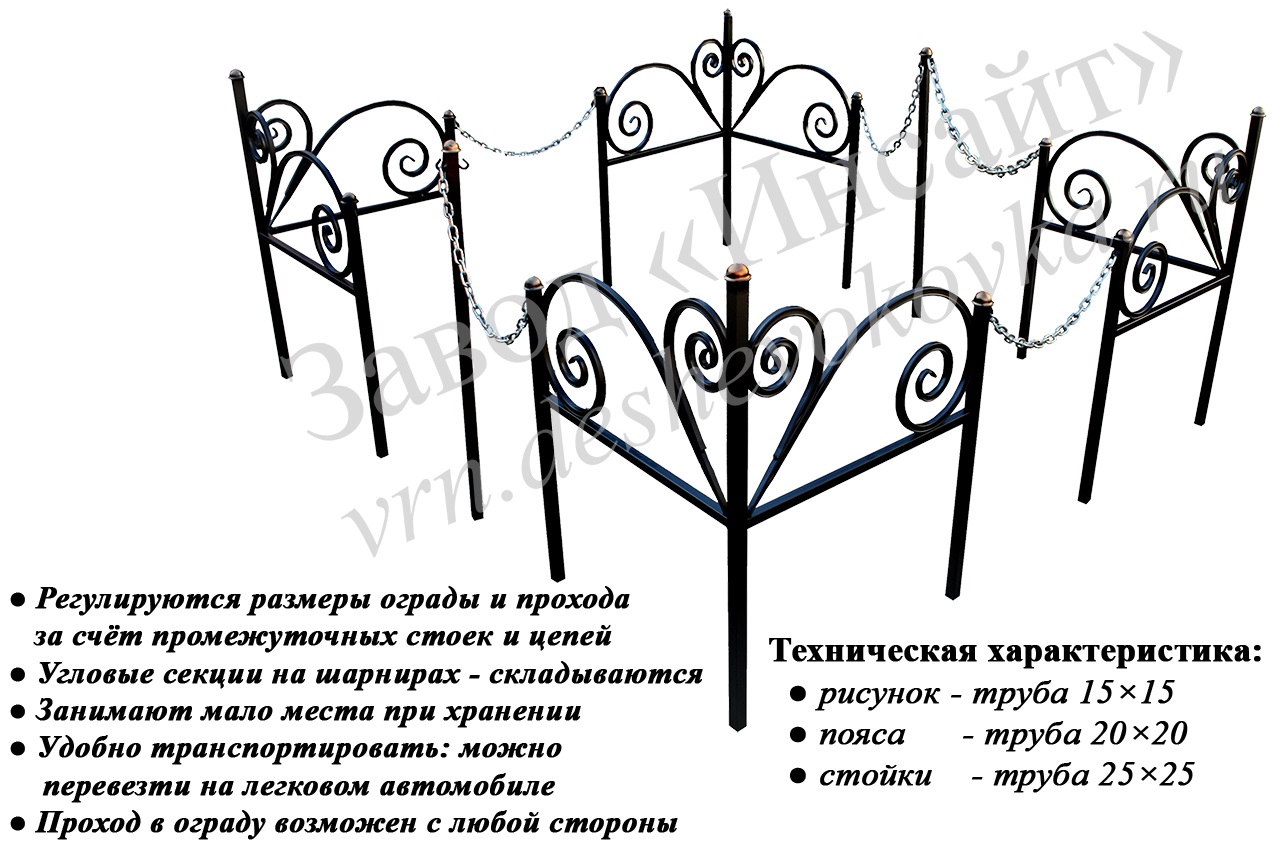 Завод «Инсайт»
vrn.deshevokovka.ru
● Регулируются размеры ограды и прохода
за счёт промежуточных стоек и цепей
● Угловые секции на шарнирах - складываются
● Занимают мало места при хранении
● Удобно транспортировать: можно
перевезти на легковом автомобиле
● Проход в ограду возможен с любой стороны
Техническая характеристика:
● рисунок - труба 15×15
● пояса - труба 20×20
● стойки - труба 25×25